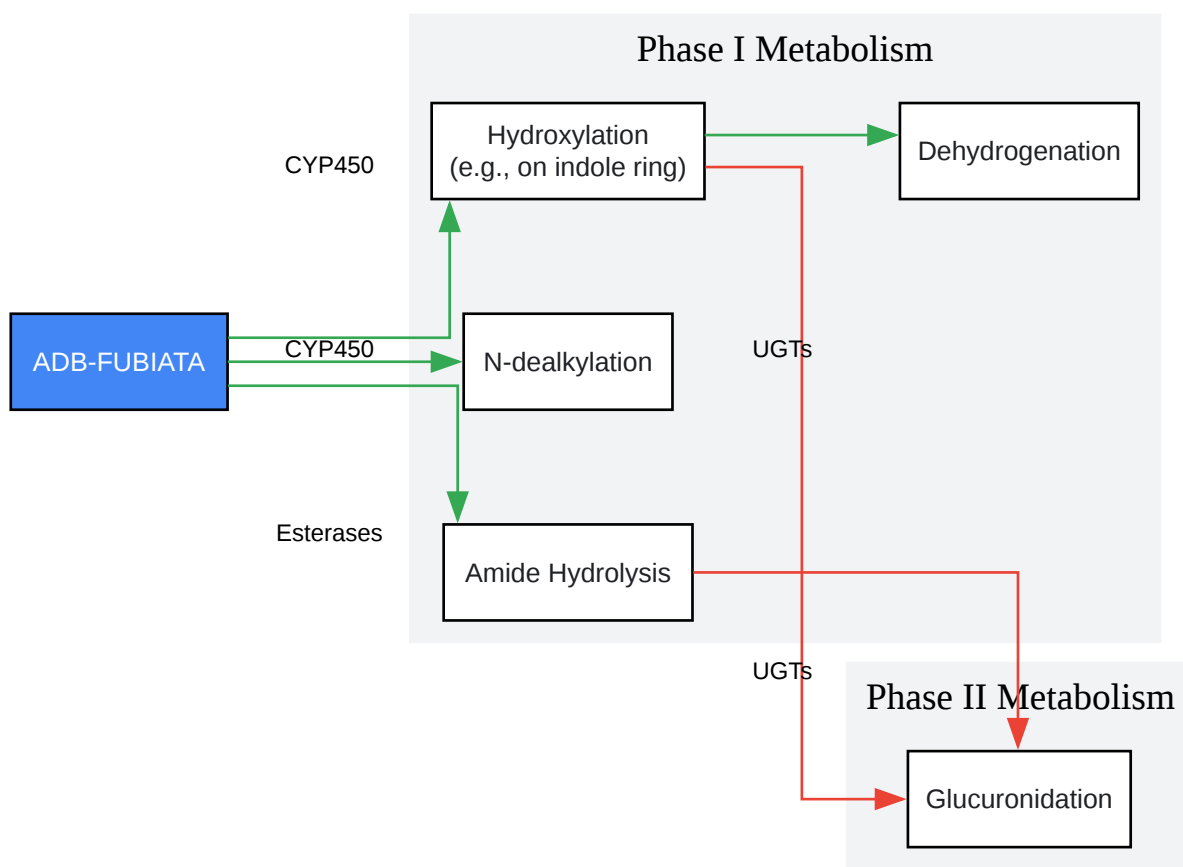 Phase I Metabolism
Hydroxylation
(e.g., on indole ring)
Dehydrogenation
CYP450
ADB-FUBIATA
CYP450
N-dealkylation
UGTs
Esterases
Amide Hydrolysis
UGTs
Phase II Metabolism
Glucuronidation